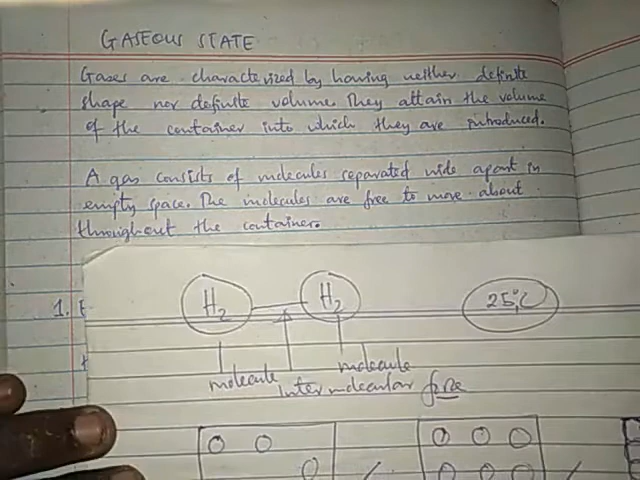 GASEOUS STATE
Gases are characterized by having neither definite
shape nor definite volume. They attain the volume
of the container into which they are introduced.
A gas consists of molecules separated wide apart in
empty space. The molecules are free to move about
throughout the container.
1.
H₂ H₂ 25°C
molecule molecule
Intermolecular force